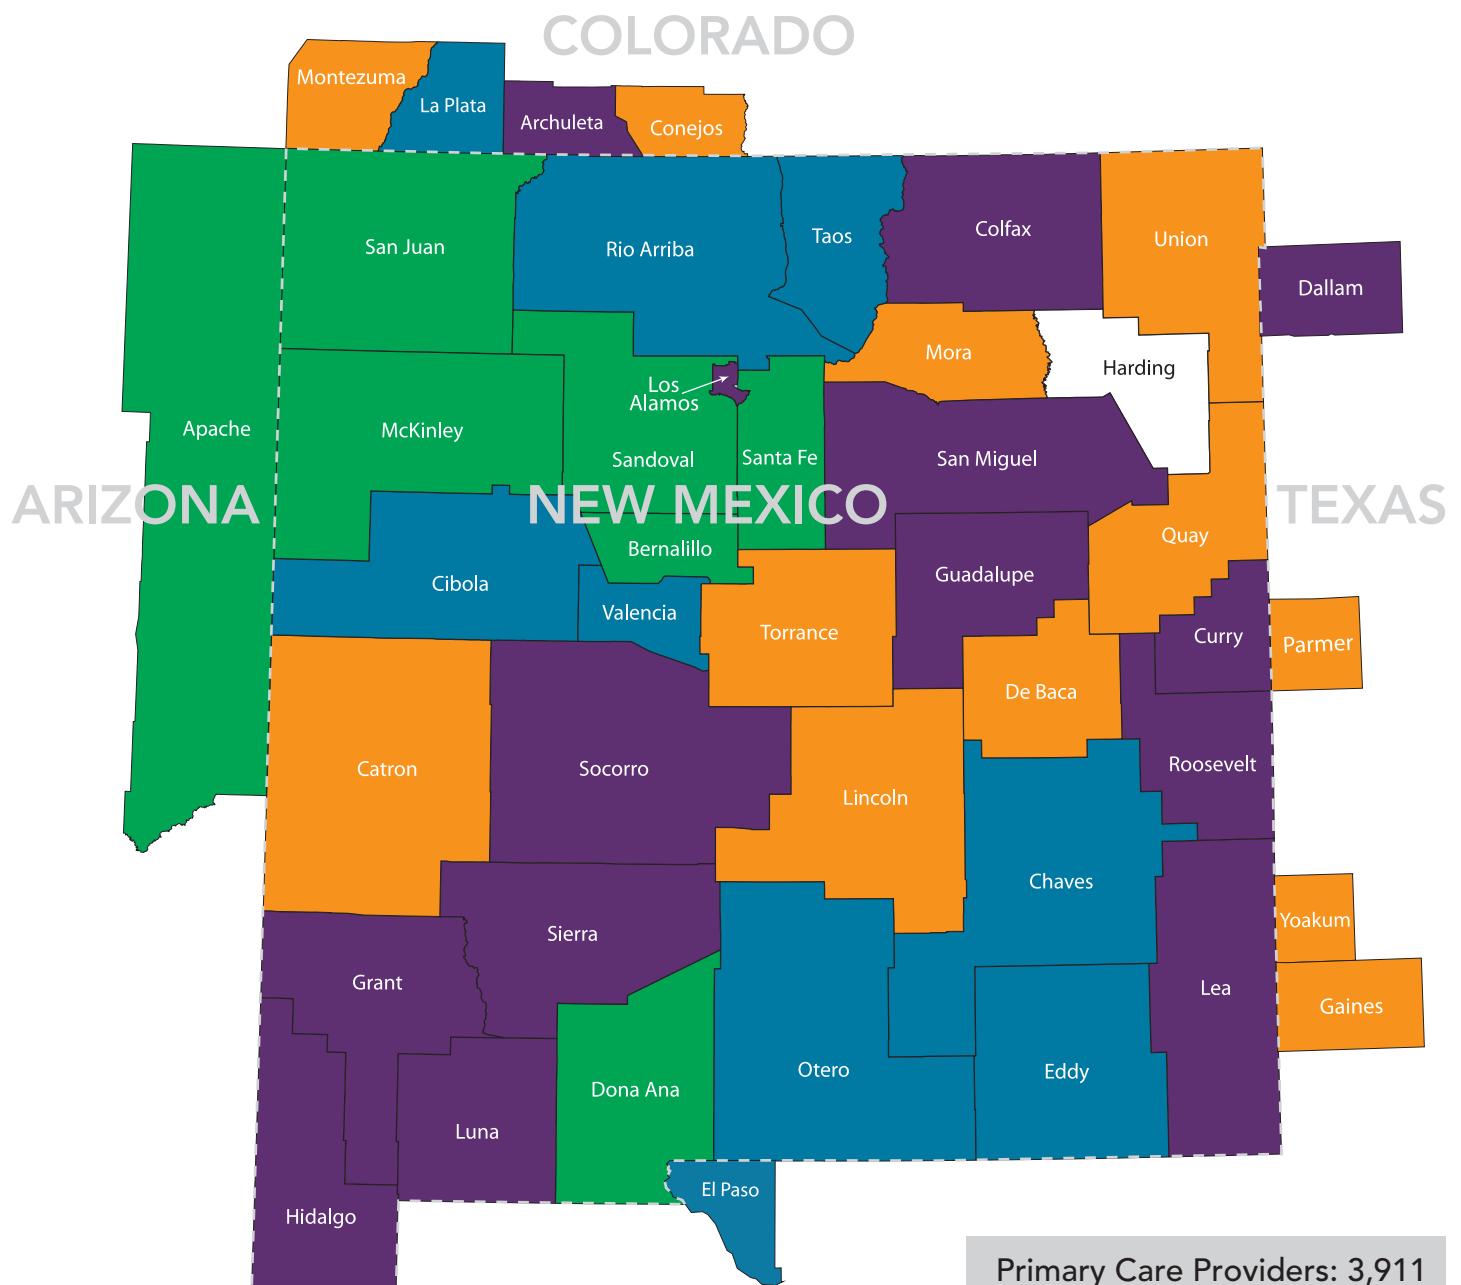 COLORADO
Montezuma
La Plata
Archuleta
Conejos
San Juan
Rio Arriba
Taos
Colfax
Union
Dallam
Mora
Harding
Los
Alamos
Apache
McKinley
Sandoval
Santa Fe
San Miguel
ARIZONA
NEW MEXICO
TEXAS
Quay
Bernalillo
Guadalupe
Cibola
Valencia
Torrance
Curry
Parmer
De Baca
Catron
Socorro
Roosevelt
Lincoln
Chaves
Yoakum
Sierra
Grant
Lea
Gaines
Otero
Eddy
Dona Ana
Luna
El Paso
Hidalgo
Primary Care Providers: 3,911